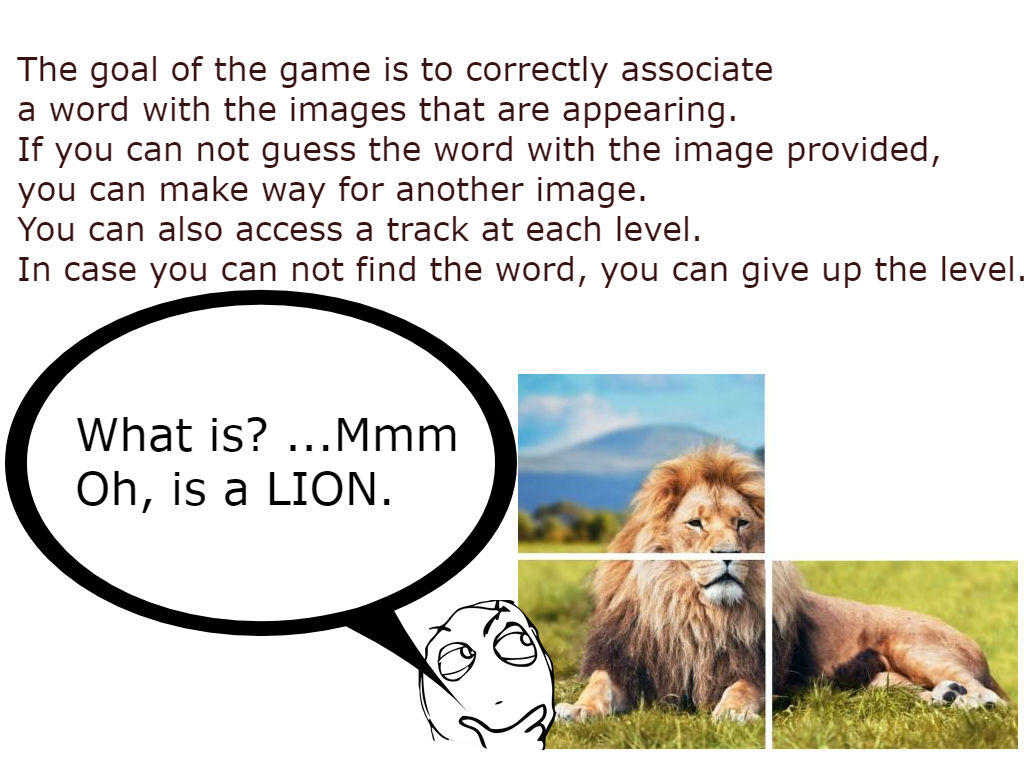 The goal of the game is to correctly associate
a word with the images that are appearing.
If you can not guess the word with the image provided,
you can make way for another image.
You can also access a track at each level.
In case you can not find the word, you can give up the level.
What is? ...Mmm
Oh, is a LION.